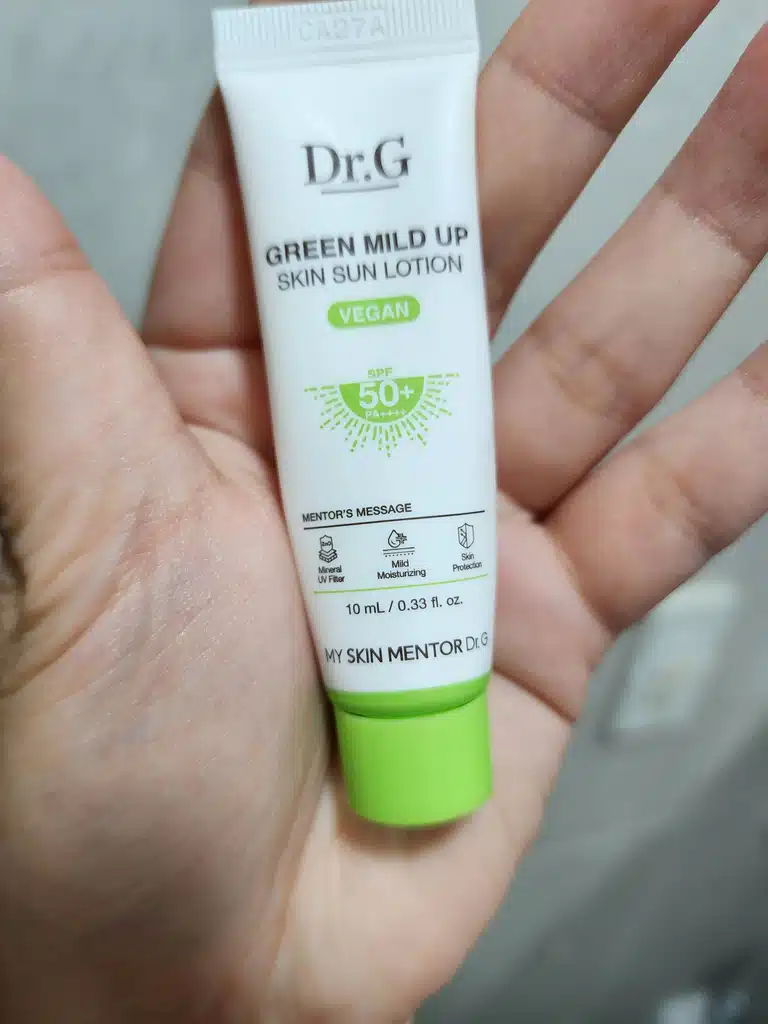 CA27A
Dr.G
GREEN MILD UP
SKIN SUN LOTION
VEGAN
SPF
50+
PA++++
MENTOR'S MESSAGE
ZnO
Mineral
UV Filter
Mild
Moisturizing
Skin
Protection
10 mL / 0.33 fl. oz.
MY SKIN MENTOR Dr.G